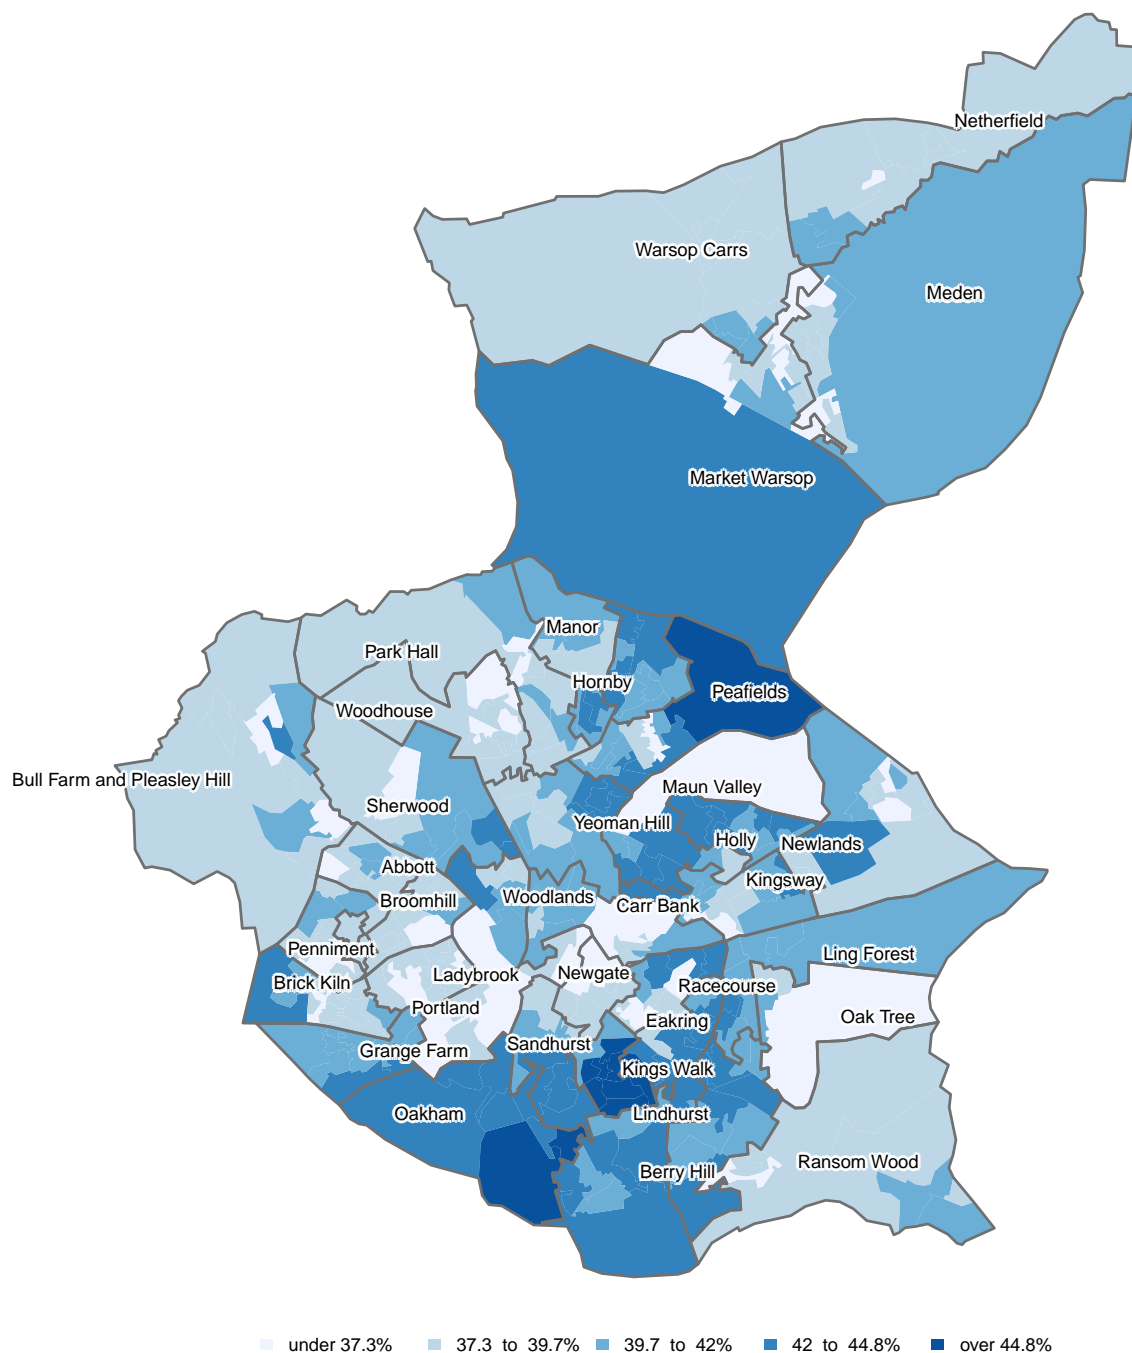 Netherfield
Warsop Carrs
Meden
Market Warsop
Manor
Park Hall
Hornby
Peafields
Woodhouse
Bull Farm and Pleasley Hill
Maun Valley
Sherwood
Yeoman Hill
Holly
Newlands
Abbott
Kingsway
Broomhill
Woodlands
Carr Bank
Penniment
Ling Forest
Ladybrook
Newgate
Brick Kiln
Racecourse
Portland
Oak Tree
Eakring
Sandhurst
Grange Farm
Kings Walk
Oakham
Lindhurst
Ransom Wood
Berry Hill
under 37.3% 37.3 to 39.7% 39.7 to 42% 42 to 44.8% over 44.8%